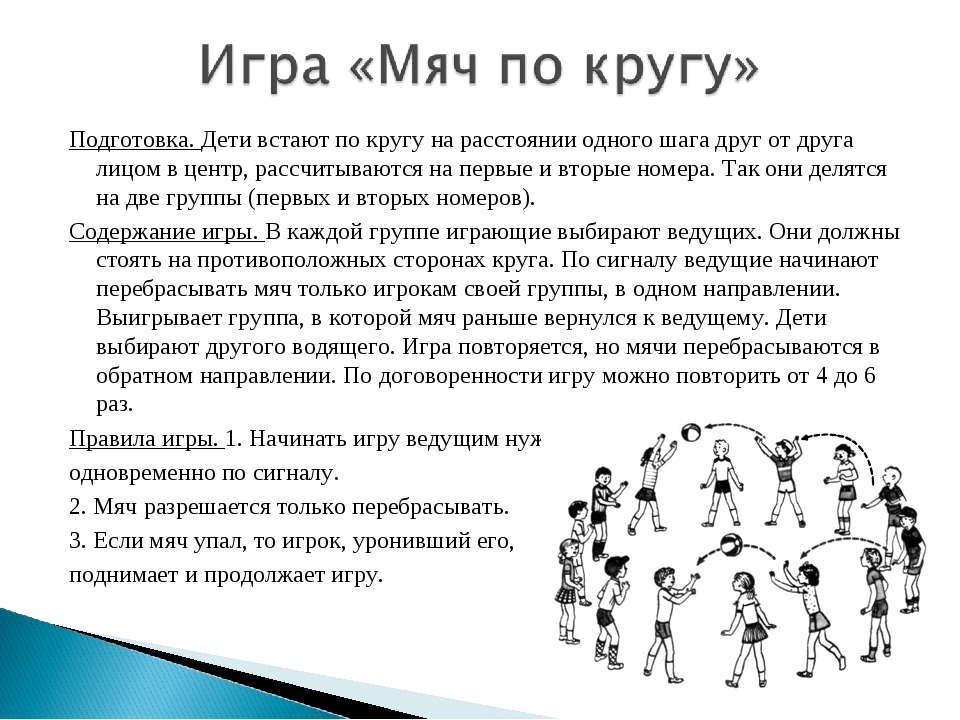 Игра «Мяч по кругу»
Подготовка. Дети встают по кругу на расстоянии одного шага друг от друга
лицом в центр, рассчитываются на первые и вторые номера. Так они делятся
на две группы (первых и вторых номеров).
Содержание игры. В каждой группе играющие выбирают ведущих. Они должны
стоять на противоположных сторонах круга. По сигналу ведущие начинают
перебрасывать мяч только игрокам своей группы, в одном направлении.
Выигрывает группа, в которой мяч раньше вернулся к ведущему. Дети
выбирают другого водящего. Игра повторяется, но мячи перебрасываются в
обратном направлении. По договоренности игру можно повторить от 4 до 6
раз.
Правила игры. 1. Начинать игру ведущим нуж
одновременно по сигналу.
2. Мяч разрешается только перебрасывать.
3. Если мяч упал, то игрок, уронивший его,
поднимает и продолжает игру.